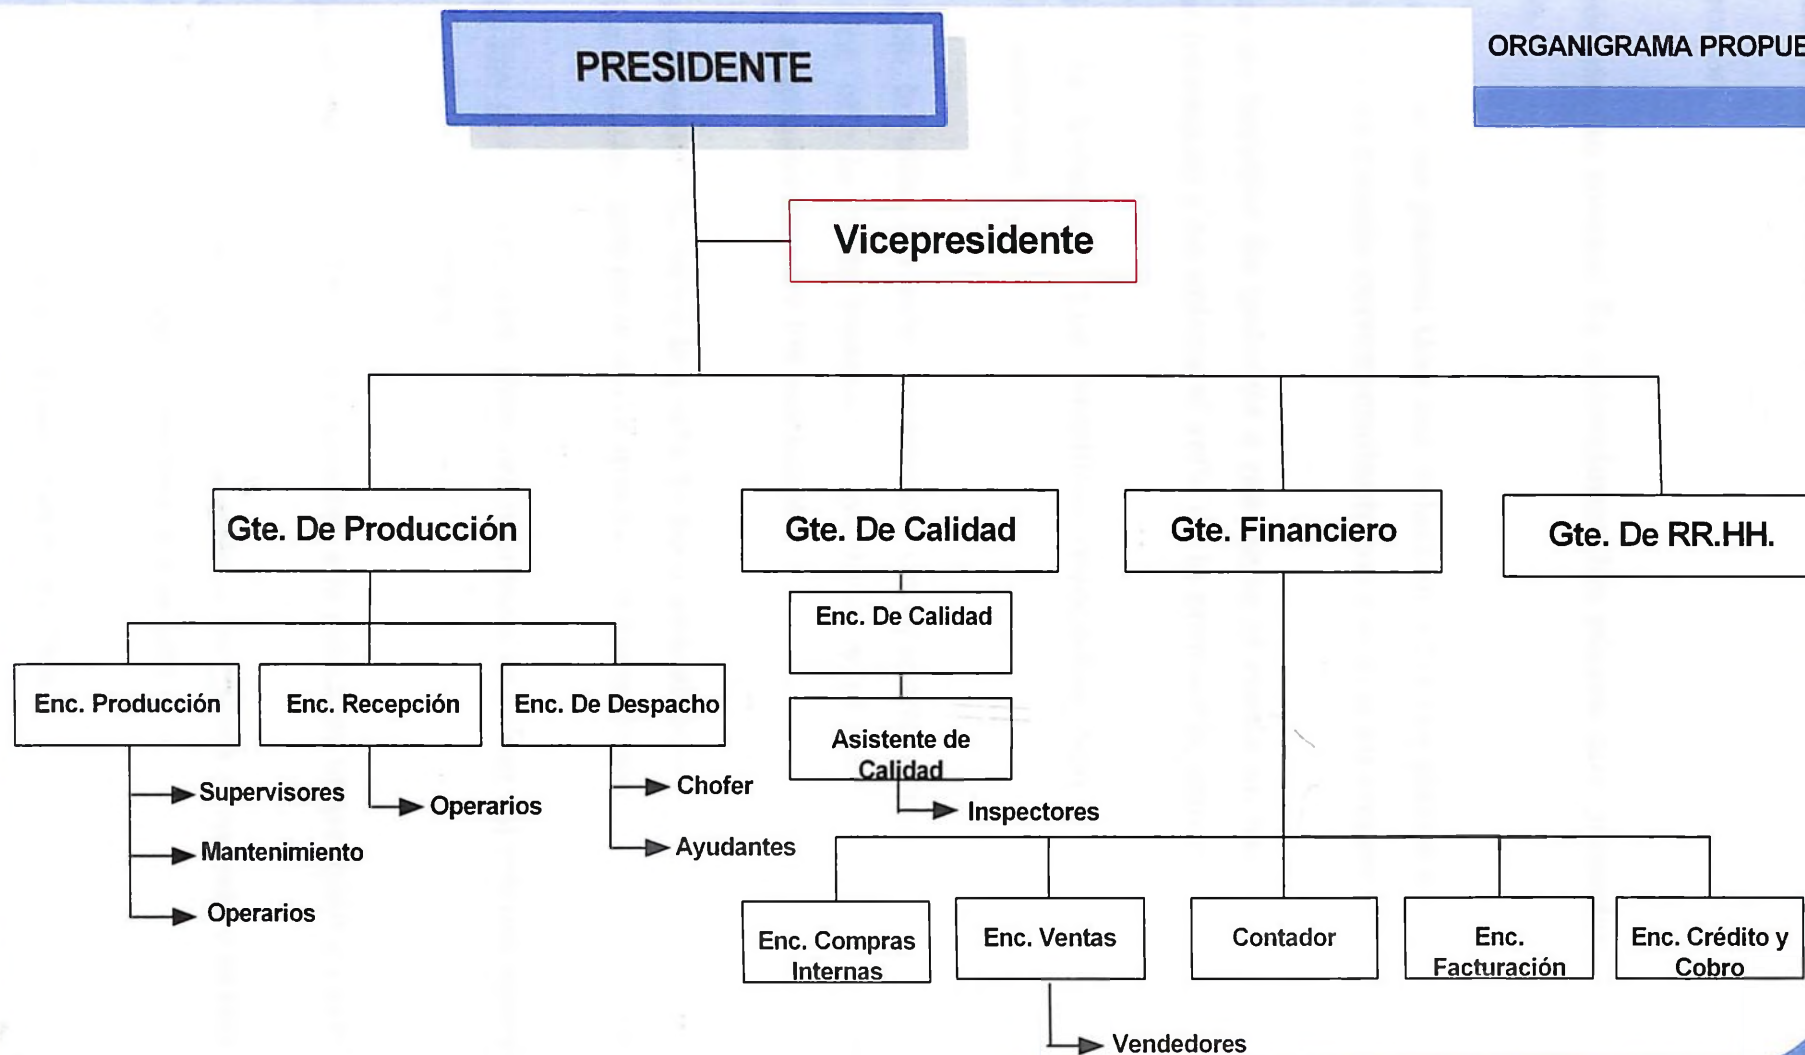 ORGANIGRAMA PROPUE
PRESIDENTE
Vicepresidente
Gte. De Producción
Gte. De Calidad
Gte. Financiero
Gte. De RR.HH.
Enc. De Calidad
Enc. Producción
Enc. Recepción
Enc. De Despacho
Asistente de
Calidad
Supervisores
Operarios
Chofer
Inspectores
Mantenimiento
Ayudantes
Operarios
Enc. Compras
Internas
Enc. Ventas
Contador
Enc.
Facturación
Enc. Crédito y
Cobro
Vendedores